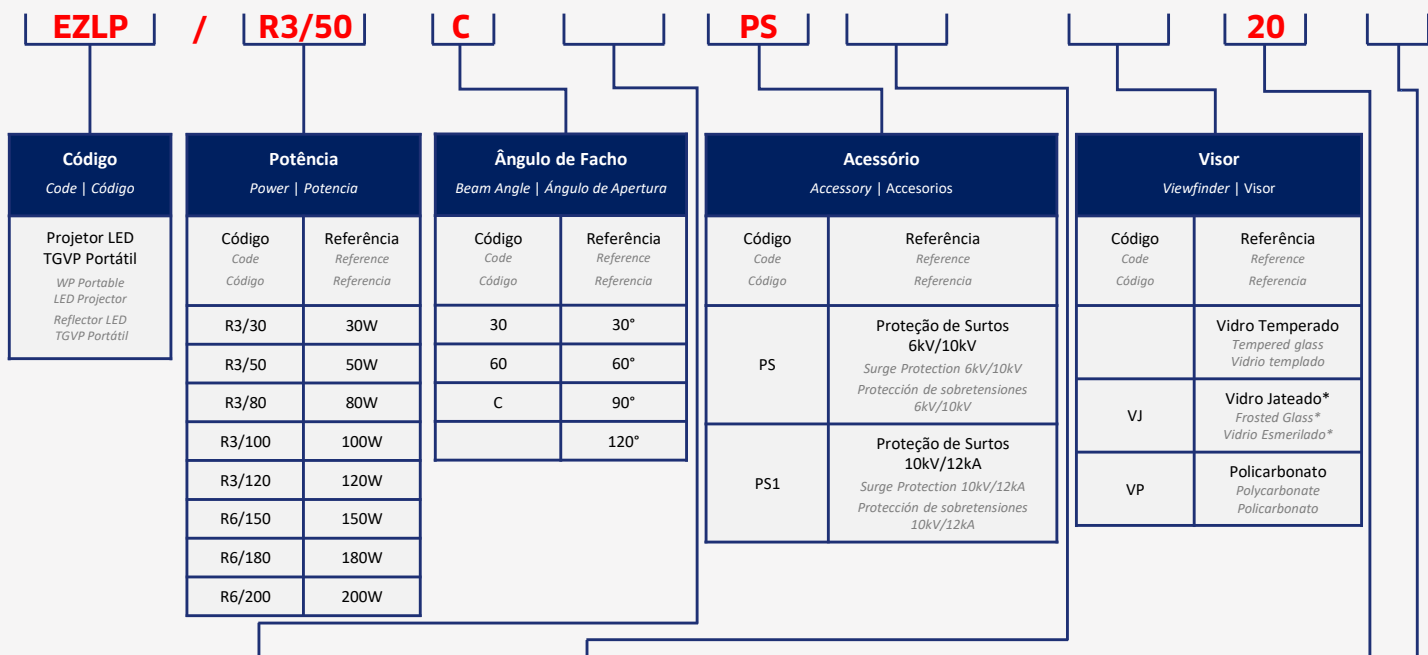 EZLP / R3/50 C PS 20
Código
Code | Código
Projetor LED
TGVP Portátil
WP Portable
LED Projector
Reflector LED
TGVP Portátil
Potência
Power | Potencia
Código Referência
Code Reference
Código Referencia
R3/30 30W
R3/50 50W
R3/80 80W
R3/100 100W
R3/120 120W
R6/150 150W
R6/180 180W
R6/200 200W
Ângulo de Facho
Beam Angle | Ángulo de Apertura
Código Referência
Code Reference
Código Referencia
30 30°
60 60°
C 90°
120°
Acessório
Accessory | Accesorios
Código Referência
Code Reference
Código Referencia
PS
Proteção de Surtos
6kV/10kV
Surge Protection 6kV/10kV
Protección de sobretensiones
6kV/10kV
PS1
Proteção de Surtos
10kV/12kA
Surge Protection 10kV/12kA
Protección de sobretensiones
10kV/12kA
Visor
Viewfinder | Visor
Código Referência
Code Reference
Código Referencia
Vidro Temperado
Tempered glass
Vidrio templado
VJ
Vidro Jateado*
Frosted Glass*
Vidrio Esmerilado*
VP
Policarbonato
Polycarbonate
Policarbonato